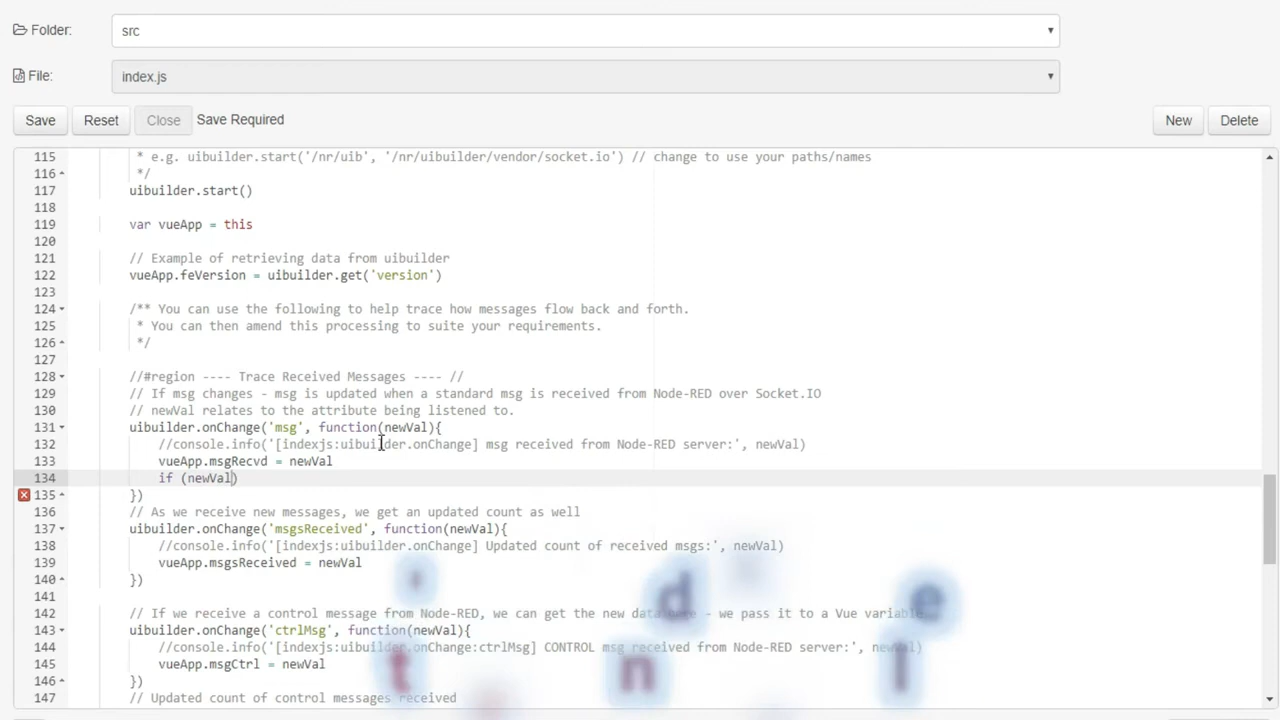 Folder: src
File: index.js
Save Reset Close Save Required New Delete
115 * e.g. uibuilder.start('/nr/uib', '/nr/uibuilder/vendor/socket.io') // change to use your paths/names
116 */
117 uibuilder.start()
118
119 var vueApp = this
120
121 // Example of retrieving data from uibuilder
122 vueApp.feVersion = uibuilder.get('version')
123
124 /** You can use the following to help trace how messages flow back and forth.
125 * You can then amend this processing to suite your requirements.
126 */
127
128 //#region ---- Trace Received Messages ---- //
129 // If msg changes - msg is updated when a standard msg is received from Node-RED over Socket.IO
130 // newVal relates to the attribute being listened to.
131 uibuilder.onChange('msg', function(newVal){
132 //console.info('[indexjs:uibuilder.onChange] msg received from Node-RED server:', newVal)
133 vueApp.msgRecvd = newVal
134 if (newVal)
135 })
136 // As we receive new messages, we get an updated count as well
137 uibuilder.onChange('msgsReceived', function(newVal){
138 //console.info('[indexjs:uibuilder.onChange] Updated count of received msgs:', newVal)
139 vueApp.msgsReceived = newVal
140 })
141
142 // If we receive a control message from Node-RED, we can get the new data here - we pass it to a Vue variable
143 uibuilder.onChange('ctrlMsg', function(newVal){
144 //console.info('[indexjs:uibuilder.onChange:ctrlMsg] CONTROL msg received from Node-RED server:', newVal)
145 vueApp.msgCtrl = newVal
146 })
147 // Updated count of control messages received
' d e
t n l